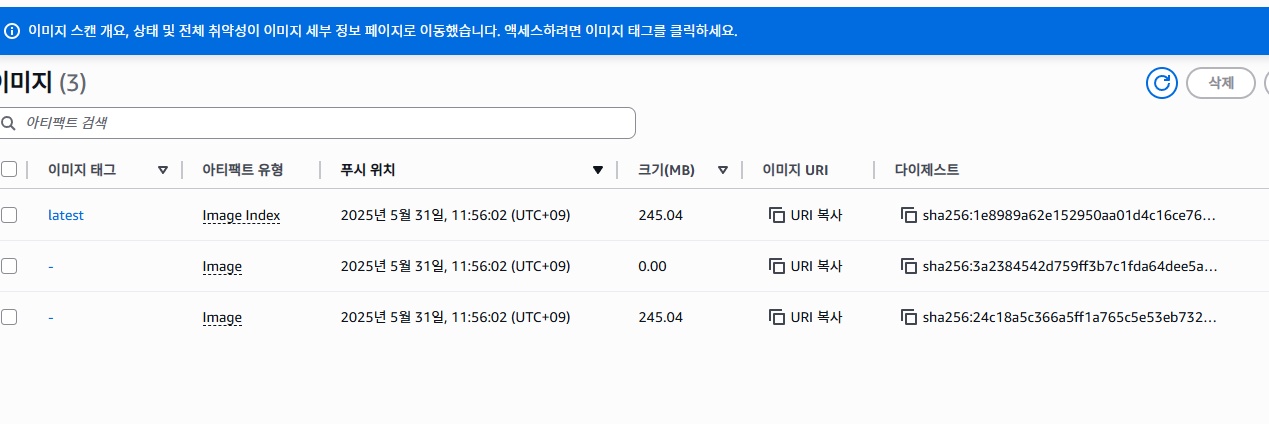 이미지 스캔 개요, 상태 및 전체 취약성이 이미지 세부 정보 페이지로 이동했습니다. 액세스하려면 이미지 태그를 클릭하세요.
이미지 (3)
삭제
아티팩트 검색
이미지 태그 아티팩트 유형 푸시 위치 크기(MB) 이미지 URI 다이제스트
latest Image Index 2025년 5월 31일, 11:56:02 (UTC+09) 245.04 URI 복사 sha256:1e8989a62e152950aa01d4c16ce76...
- Image 2025년 5월 31일, 11:56:02 (UTC+09) 0.00 URI 복사 sha256:3a2384542d759ff3b7c1fda64dee5a...
- Image 2025년 5월 31일, 11:56:02 (UTC+09) 245.04 URI 복사 sha256:24c18a5c366a5ff1a765c5e53eb732...